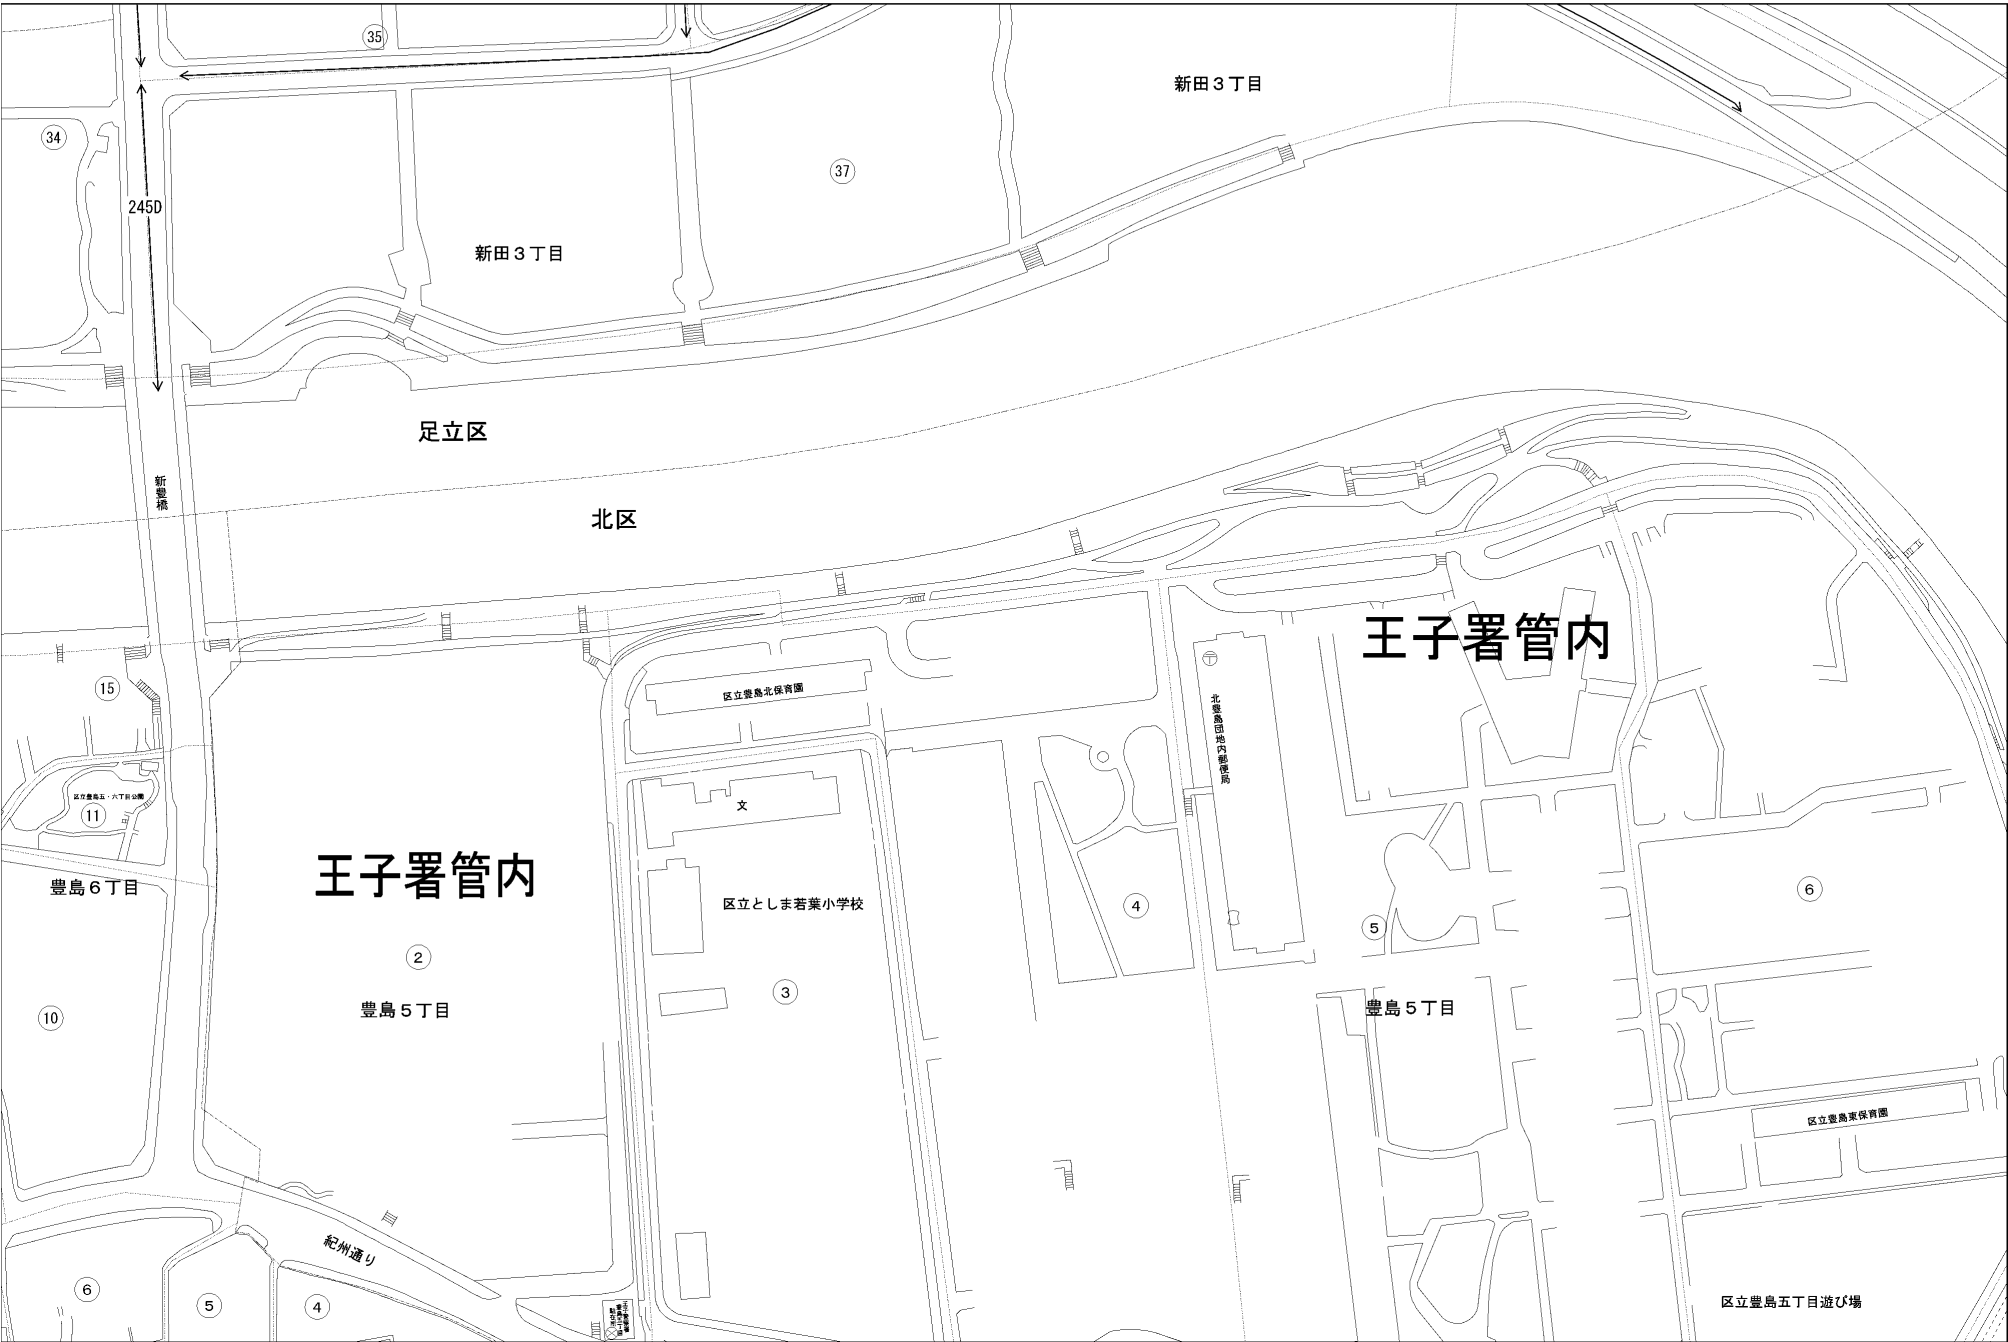 35
新田3丁目
34
37
245D
新田3丁目
足立区
新豊橋
北区
王子署管内
15
区立豊島北保育園
北豊島団地内郵便局
区立豊島五・六丁目公園
11
文
豊島6丁目
王子署管内
区立としま若葉小学校
4
6
5
2
3
豊島5丁目
豊島5丁目
10
区立豊島東保育園
紀州通り
6
5
4
区立豊島五丁目遊び場